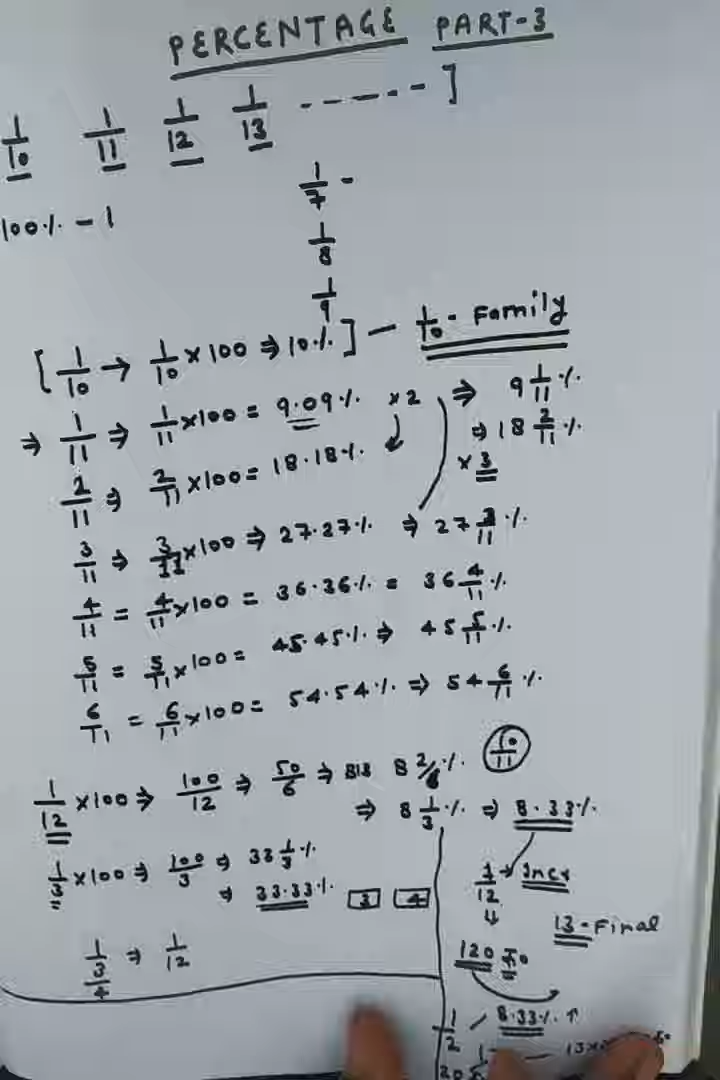 PERCENTAGE PART-3
1/10 1/11 1/12 1/13 ------]
1/7 -
100% - 1
1/8
1/9
[1/10 → 1/10 × 100 ⇒ 10%] - 1/10 - Family
⇒ 1/11 ⇒ 1/11 × 100 = 9.09% × 2 ⇒ 9 1/11 %
2/11 ⇒ 2/11 × 100 = 18.18% ⇒ 18 2/11 %
× 3
3/11 ⇒ 3/11 × 100 ⇒ 27.27% ⇒ 27 3/11 %
4/11 = 4/11 × 100 = 36.36% = 36 4/11 %
5/11 = 5/11 × 100 = 45.45% ⇒ 45 5/11 %
6/11 = 6/11 × 100 = 54.54% ⇒ 54 6/11 %
10/11
1/12 × 100 ⇒ 100/12 ⇒ 50/6 ⇒ 8 2/6 %
⇒ 8 1/3 % ⇒ 8.33%
1/3 × 100 ⇒ 100/3 ⇒ 33 1/3 %
⇒ 33.33% 3 4
1/12 → Incr
13 - Final
1/3/4 ⇒ 1/12
120
1/2 8.33% ↑